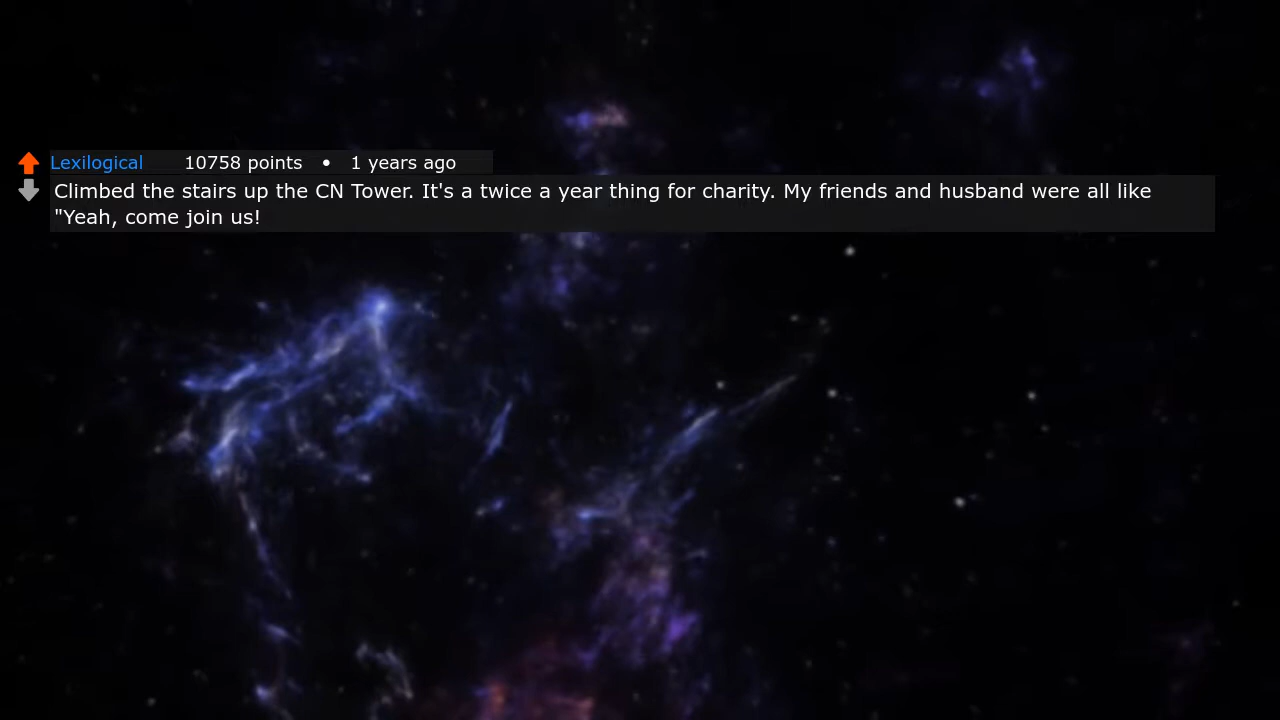 Lexilogical 10758 points • 1 years ago
Climbed the stairs up the CN Tower. It's a twice a year thing for charity. My friends and husband were all like
"Yeah, come join us!